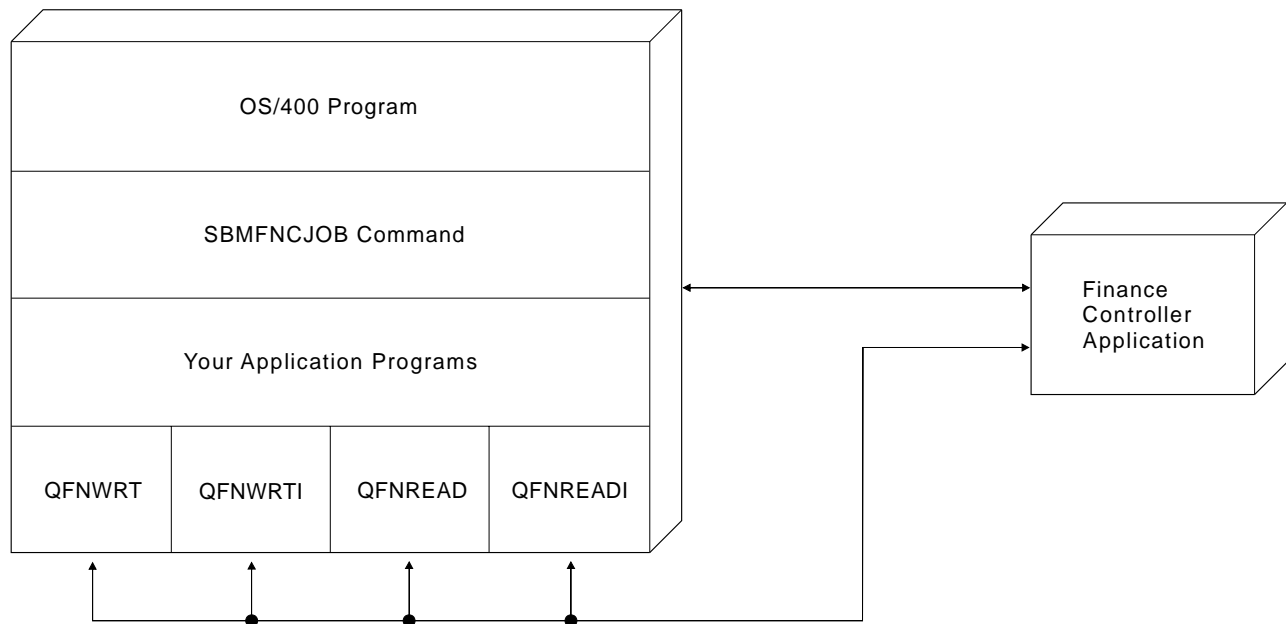 OS/400 Program
SBMFNCJOB Command
Your Application Programs
QFNWRT
QFNWRTI
QFNREAD
QFNREADI
Finance
Controller
Application